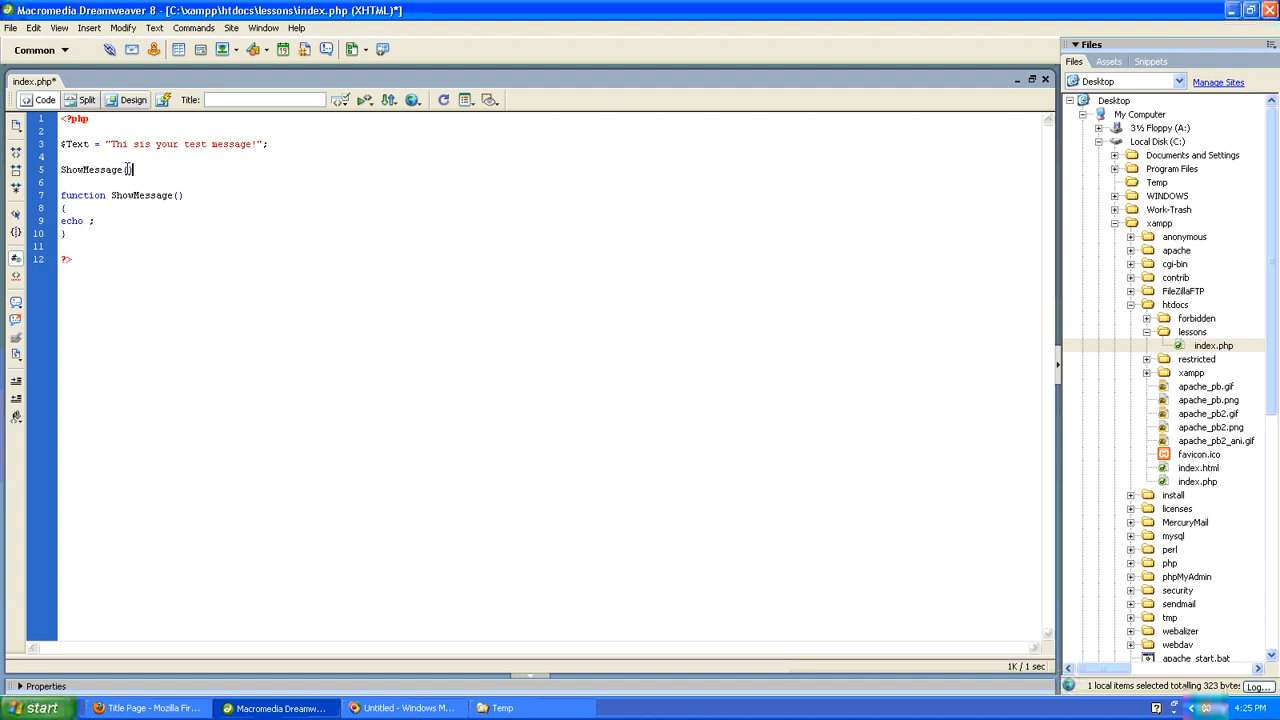 Macromedia Dreamweaver 8 - [C:\xampp\htdocs\lessons\index.php (XHTML)*]
File Edit View Insert Modify Text Commands Site Window Help
Common
index.php*
Code Split Design Title:
1 <?php
2
3 $Text = "Thi sis your test message!";
4
5 ShowMessage()
6
7 function ShowMessage()
8 {
9 echo ;
10 }
11
12 ?>
1K / 1 sec
Properties
Files
Files Assets Snippets
Desktop Manage Sites
Desktop
My Computer
3½ Floppy (A:)
Local Disk (C:)
Documents and Settings
Program Files
Temp
WINDOWS
Work-Trash
xampp
anonymous
apache
cgi-bin
contrib
FileZillaFTP
htdocs
forbidden
lessons
index.php
restricted
xampp
apache_pb.gif
apache_pb.png
apache_pb2.gif
apache_pb2.png
apache_pb2_ani.gif
favicon.ico
index.html
index.php
install
licenses
MercuryMail
mysql
perl
php
phpMyAdmin
security
sendmail
tmp
webalizer
webdav
apache_start.bat
1 local items selected totalling 323 byte: Log...
start Title Page - Mozilla Fir... Macromedia Dreamw... Untitled - Windows M... Temp 4:25 PM